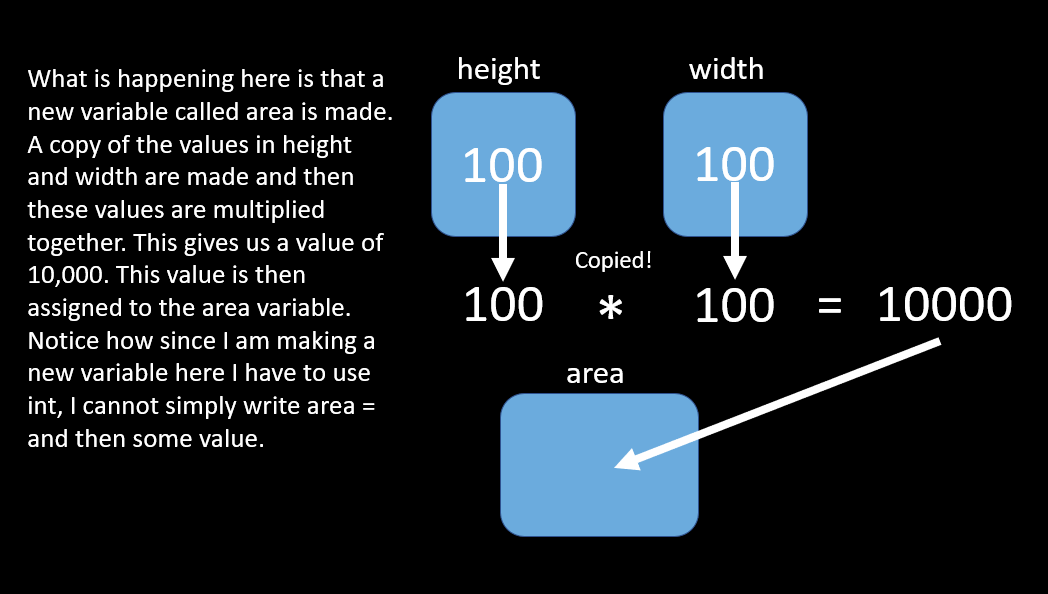 What is happening here is that a
new variable called area is made.
A copy of the values in height
and width are made and then
these values are multiplied
together. This gives us a value of
10,000. This value is then
assigned to the area variable.
Notice how since I am making a
new variable here I have to use
int, I cannot simply write area =
and then some value.
height width
100 100
Copied!
100 * 100 = 10000
area